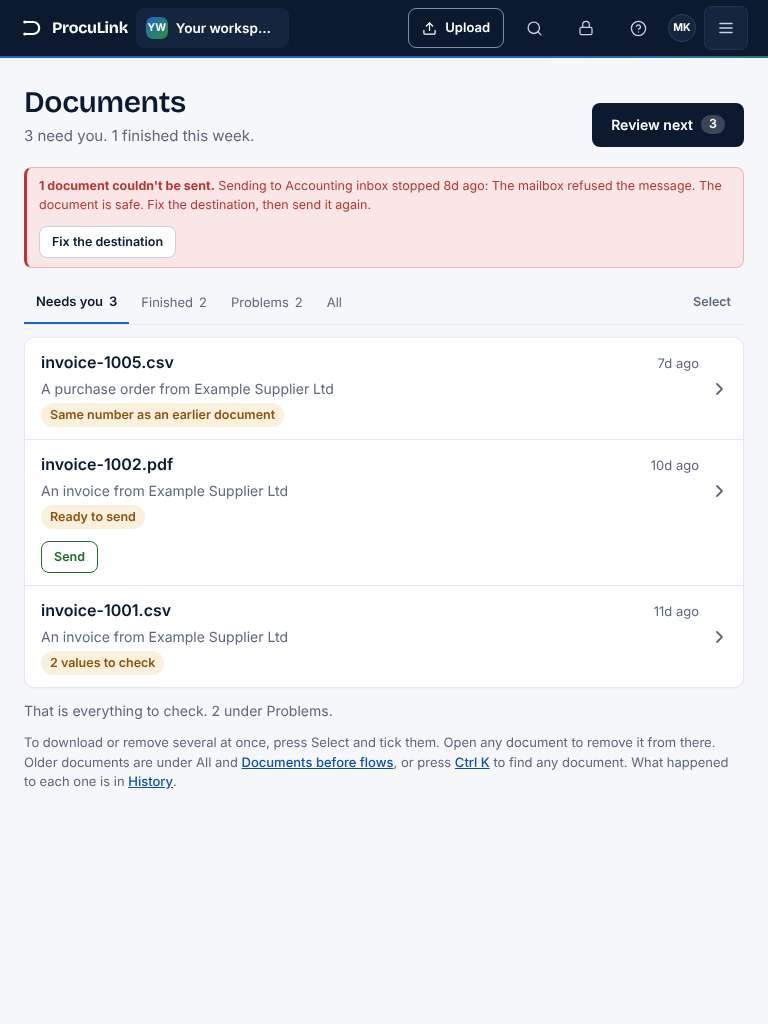 ProcuLink
YW Your worksp...
Upload
MK
Documents
3 need you. 1 finished this week.
Review next 3
1 document couldn't be sent. Sending to Accounting inbox stopped 8d ago: The mailbox refused the message. The
document is safe. Fix the destination, then send it again.
Fix the destination
Needs you 3
Finished 2
Problems 2
All
Select
invoice-1005.csv
7d ago
A purchase order from Example Supplier Ltd
Same number as an earlier document
invoice-1002.pdf
10d ago
An invoice from Example Supplier Ltd
Ready to send
Send
invoice-1001.csv
11d ago
An invoice from Example Supplier Ltd
2 values to check
That is everything to check. 2 under Problems.
To download or remove several at once, press Select and tick them. Open any document to remove it from there.
Older documents are under All and Documents before flows, or press Ctrl K to find any document. What happened
to each one is in History.